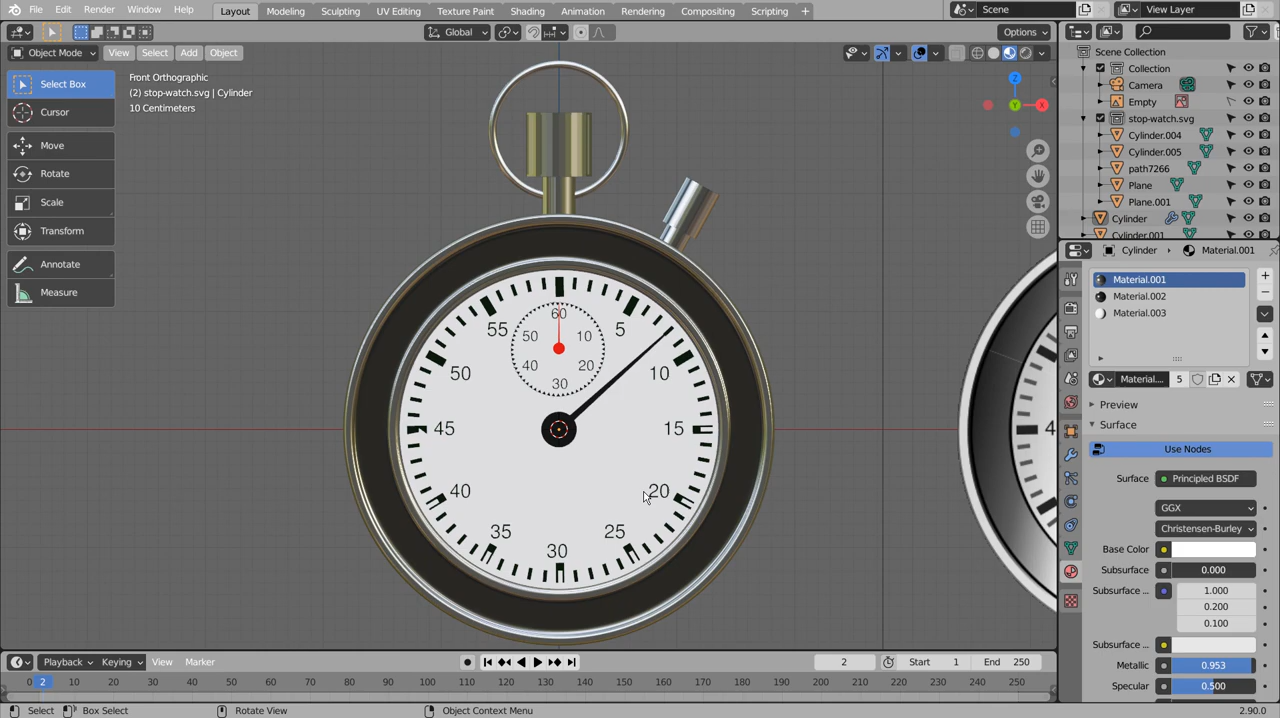 File Edit Render Window Help Layout Modeling Sculpting UV Editing Texture Paint Shading Animation Rendering Compositing Scripting + Scene View Layer
Global Options
Object Mode View Select Add Object
Select Box
Cursor
Move
Rotate
Scale
Transform
Annotate
Measure
Front Orthographic
(2) stop-watch.svg | Cylinder
10 Centimeters
Z
Y
X
60
55 5
50 10
50 10
40 20
30
45 15
40 20
35 25
30
4
Scene Collection
Collection
Camera
Empty
stop-watch.svg
Cylinder.004
Cylinder.005
path7266
Plane
Plane.001
Cylinder
Cylinder.001
Cylinder Material.001
Material.001
Material.002
Material.003
Material.... 5
Preview
Surface
Use Nodes
Surface Principled BSDF
GGX
Christensen-Burley
Base Color
Subsurface 0.000
Subsurface ... 1.000
0.200
0.100
Subsurface ...
Metallic 0.953
Specular 0.500
Playback Keying View Marker 2 Start 1 End 250
0 2 10 20 30 40 50 60 70 80 90 100 110 120 130 140 150 160 170 180 190 200 210 220 230 240 250
Select Box Select Rotate View Object Context Menu 2.90.0